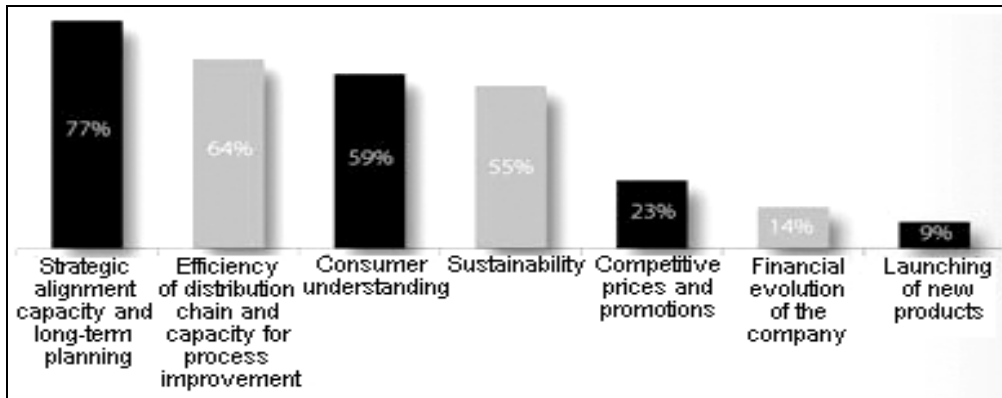 77%
64%
59%
55%
23%
14%
9%
Strategic
alignment
capacity and
long-term
planning
Efficiency
of distribution
chain and
capacity for
process
improvement
Consumer
understanding
Sustainability
Competitive
prices and
promotions
Financial
evolution
of the
company
Launching
of new
products